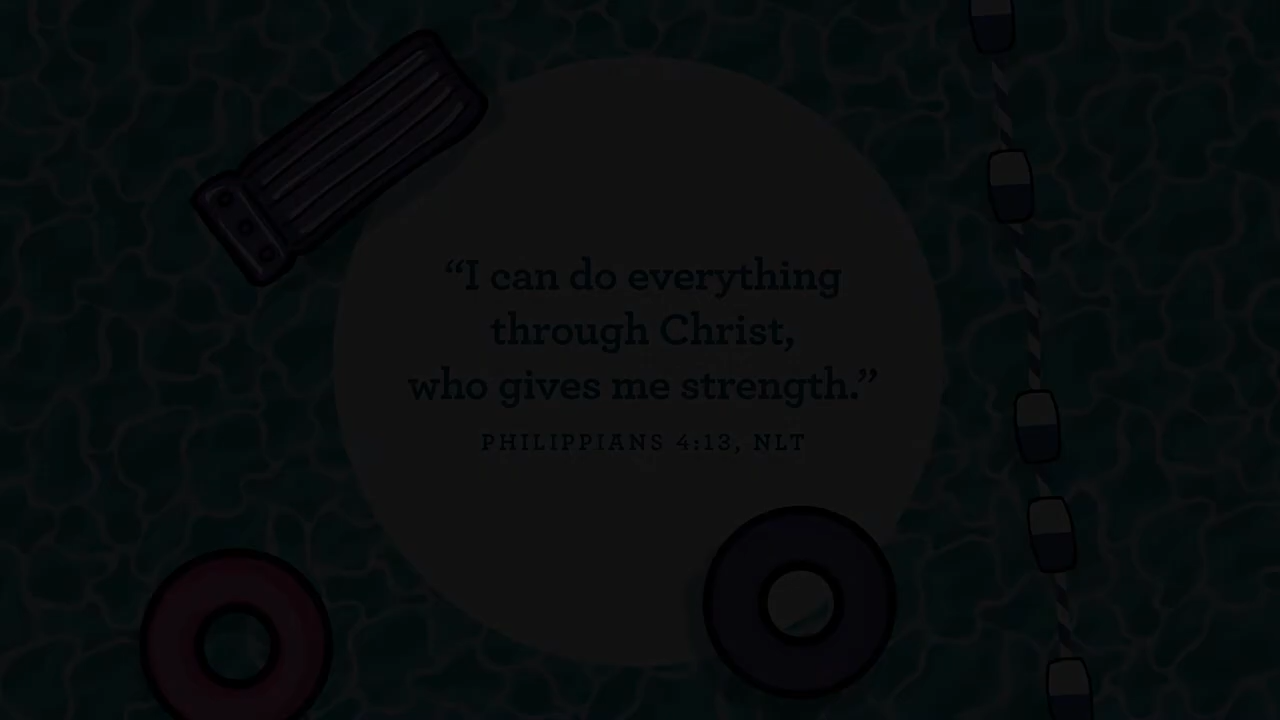 “I can do everything
through Christ,
who gives me strength.”
PHILIPPIANS 4:13, NLT